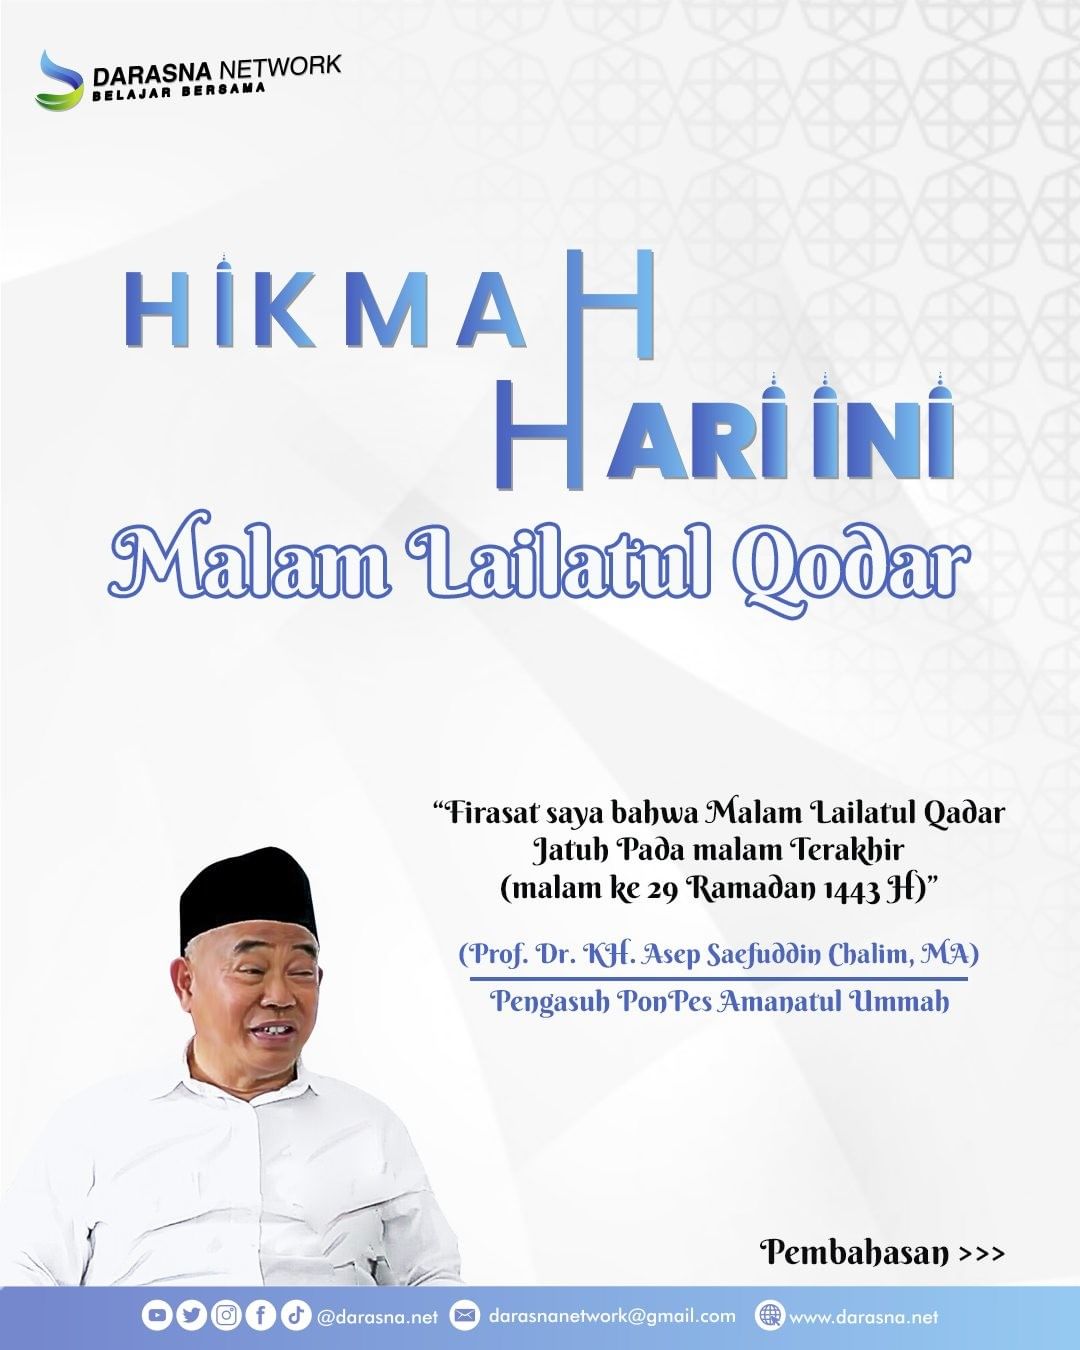 DARASNA NETWORK
BELAJAR BERSAMA
HIKMAH
HARI INI
Malam Lailatul Qodar
“Firasat saya bahwa Malam Lailatul Qadar
Jatuh Pada malam Terakhir
(malam ke 29 Ramadan 1443 H)”
(Prof. Dr. KH. Asep Saefuddin Chalim, MA)
Pengasuh PonPes Amanatul Ummah
Pembahasan >>>
@darasna.net darasnanetwork@gmail.com www.darasna.net